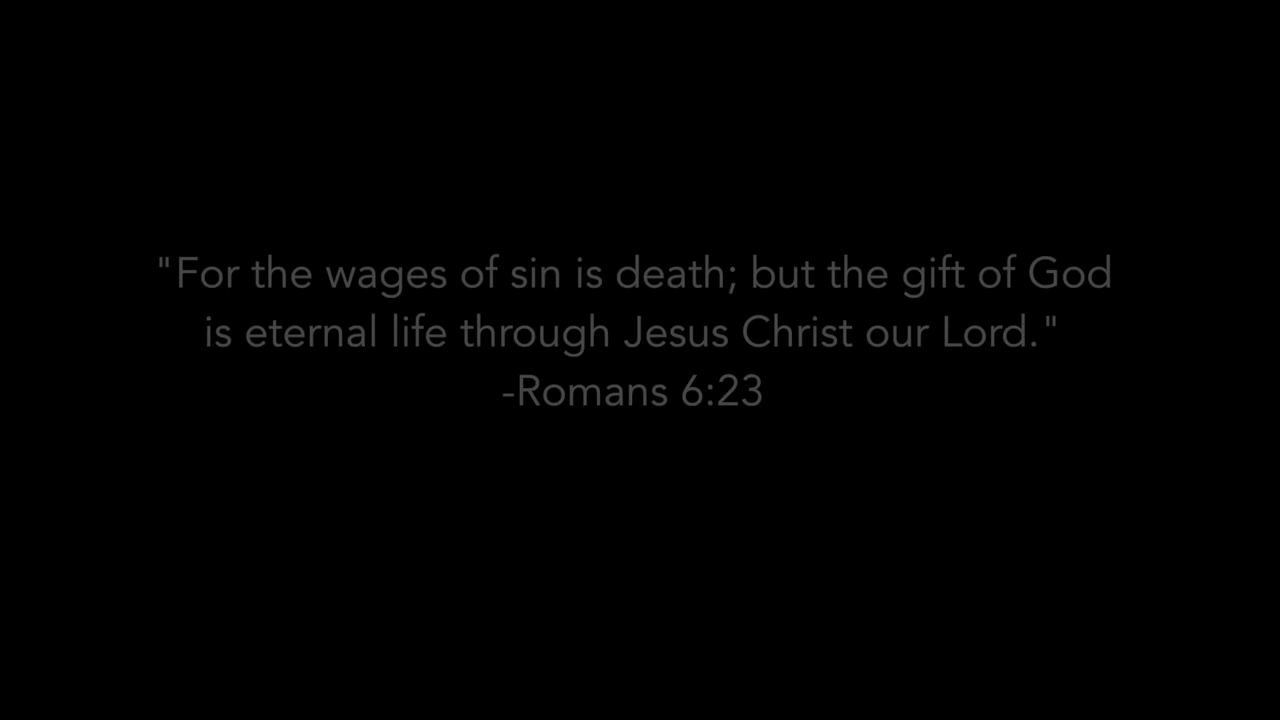 "For the wages of sin is death; but the gift of God
is eternal life through Jesus Christ our Lord."
-Romans 6:23